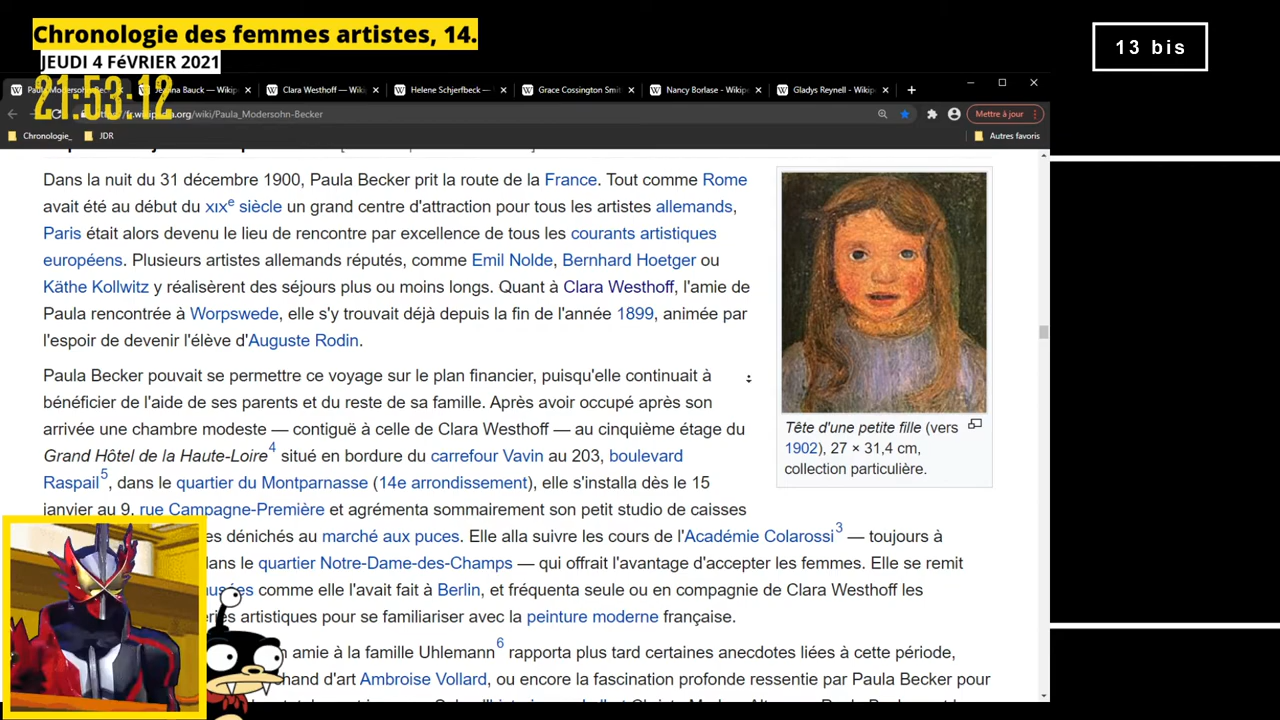 Chronologie des femmes artistes, 14.
JEUDI 4 FéVRIER 2021
21:53:12
13 bis
Clara Westhoff — Wiki
Helene Schjerfbeck —
Grace Cossington Smit
Nancy Borlase — Wikip
Gladys Reynell - Wikip
.org/wiki/Paula_Modersohn-Becker
Mettre à jour
Chronologie_
JDR
Autres favoris
Dans la nuit du 31 décembre 1900, Paula Becker prit la route de la France. Tout comme Rome
avait été au début du XIXe siècle un grand centre d'attraction pour tous les artistes allemands,
Paris était alors devenu le lieu de rencontre par excellence de tous les courants artistiques
européens. Plusieurs artistes allemands réputés, comme Emil Nolde, Bernhard Hoetger ou
Käthe Kollwitz y réalisèrent des séjours plus ou moins longs. Quant à Clara Westhoff, l'amie de
Paula rencontrée à Worpswede, elle s'y trouvait déjà depuis la fin de l'année 1899, animée par
l'espoir de devenir l'élève d'Auguste Rodin.
Paula Becker pouvait se permettre ce voyage sur le plan financier, puisqu'elle continuait à
bénéficier de l'aide de ses parents et du reste de sa famille. Après avoir occupé après son
arrivée une chambre modeste — contiguë à celle de Clara Westhoff — au cinquième étage du
Grand Hôtel de la Haute-Loire4 situé en bordure du carrefour Vavin au 203, boulevard
Raspail5, dans le quartier du Montparnasse (14e arrondissement), elle s'installa dès le 15
janvier au 9, rue Campagne-Première et agrémenta sommairement son petit studio de caisses
es dénichés au marché aux puces. Elle alla suivre les cours de l'Académie Colarossi3 — toujours à
dans le quartier Notre-Dame-des-Champs — qui offrait l'avantage d'accepter les femmes. Elle se remit
usées comme elle l'avait fait à Berlin, et fréquenta seule ou en compagnie de Clara Westhoff les
ries artistiques pour se familiariser avec la peinture moderne française.
n amie à la famille Uhlemann6 rapporta plus tard certaines anecdotes liées à cette période,
hand d'art Ambroise Vollard, ou encore la fascination profonde ressentie par Paula Becker pour
Tête d'une petite fille (vers
1902), 27 × 31,4 cm,
collection particulière.